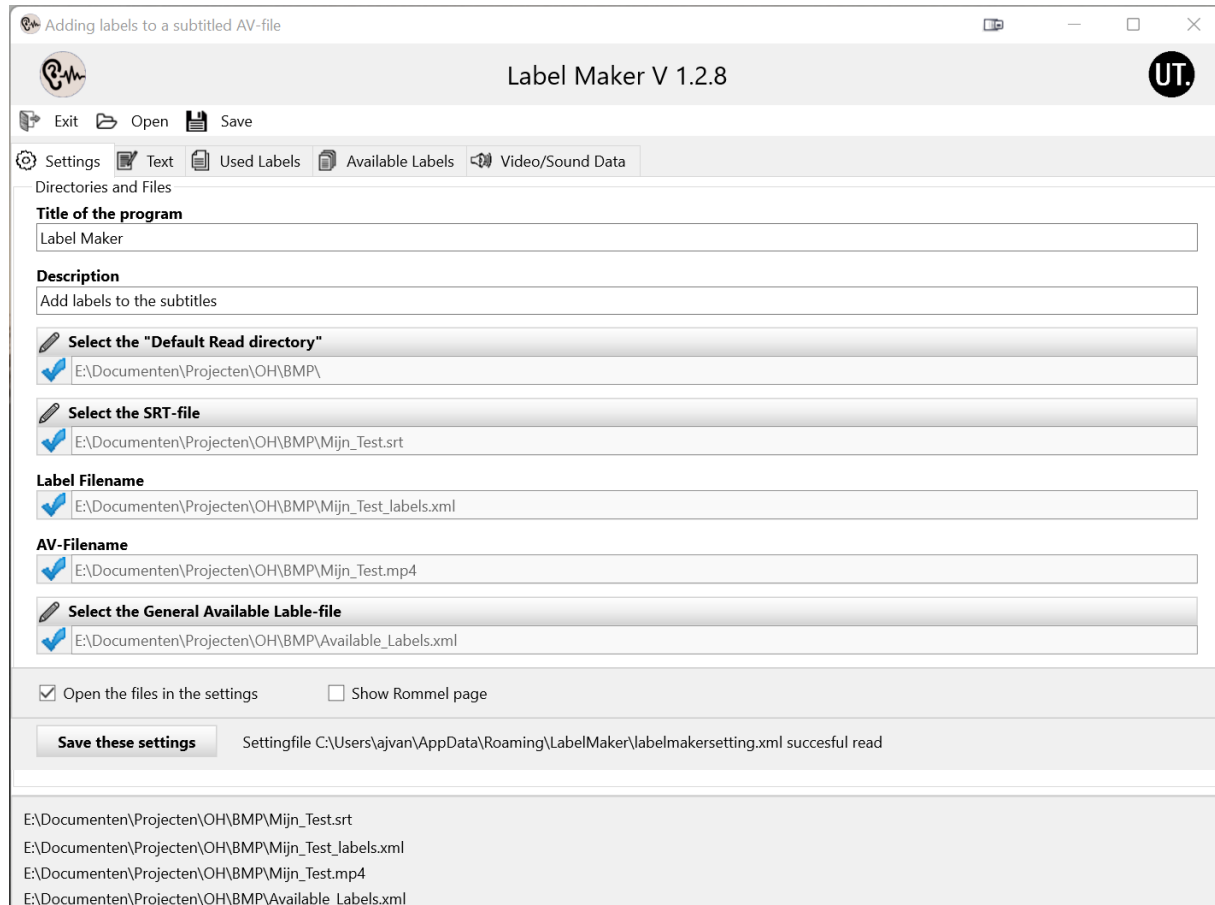 Adding labels to a subtitled AV-file
Label Maker V 1.2.8
UT.
Exit Open Save
Settings Text Used Labels Available Labels Video/Sound Data
Directories and Files
Title of the program
Label Maker
Description
Add labels to the subtitles
Select the "Default Read directory"
E:\Documenten\Projecten\OH\BMP\
Select the SRT-file
E:\Documenten\Projecten\OH\BMP\Mijn_Test.srt
Label Filename
E:\Documenten\Projecten\OH\BMP\Mijn_Test_labels.xml
AV-Filename
E:\Documenten\Projecten\OH\BMP\Mijn_Test.mp4
Select the General Available Lable-file
E:\Documenten\Projecten\OH\BMP\Available_Labels.xml
Open the files in the settings Show Rommel page
Save these settings Settingfile C:\Users\ajvan\AppData\Roaming\LabelMaker\labelmakersetting.xml succesful read
E:\Documenten\Projecten\OH\BMP\Mijn_Test.srt
E:\Documenten\Projecten\OH\BMP\Mijn_Test_labels.xml
E:\Documenten\Projecten\OH\BMP\Mijn_Test.mp4
E:\Documenten\Projecten\OH\BMP\Available_Labels.xml